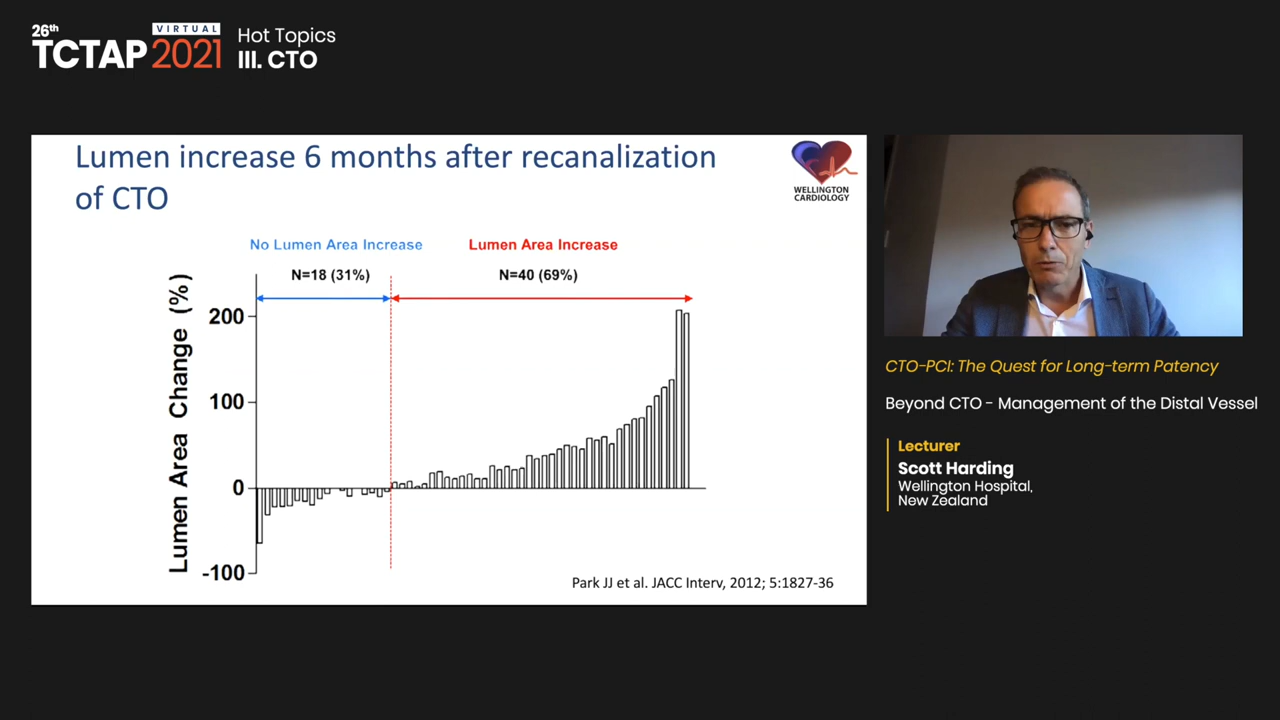 26th
VIRTUAL
TCTAP 2021
Hot Topics
III. CTO
Lumen increase 6 months after recanalization
of CTO
WELLINGTON
CARDIOLOGY
No Lumen Area Increase
Lumen Area Increase
N=18 (31%)
N=40 (69%)
Lumen Area Change (%)
200
100
0
-100
Park JJ et al. JACC Interv, 2012; 5:1827-36
CTO-PCI: The Quest for Long-term Patency
Beyond CTO - Management of the Distal Vessel
Lecturer
Scott Harding
Wellington Hospital,
New Zealand